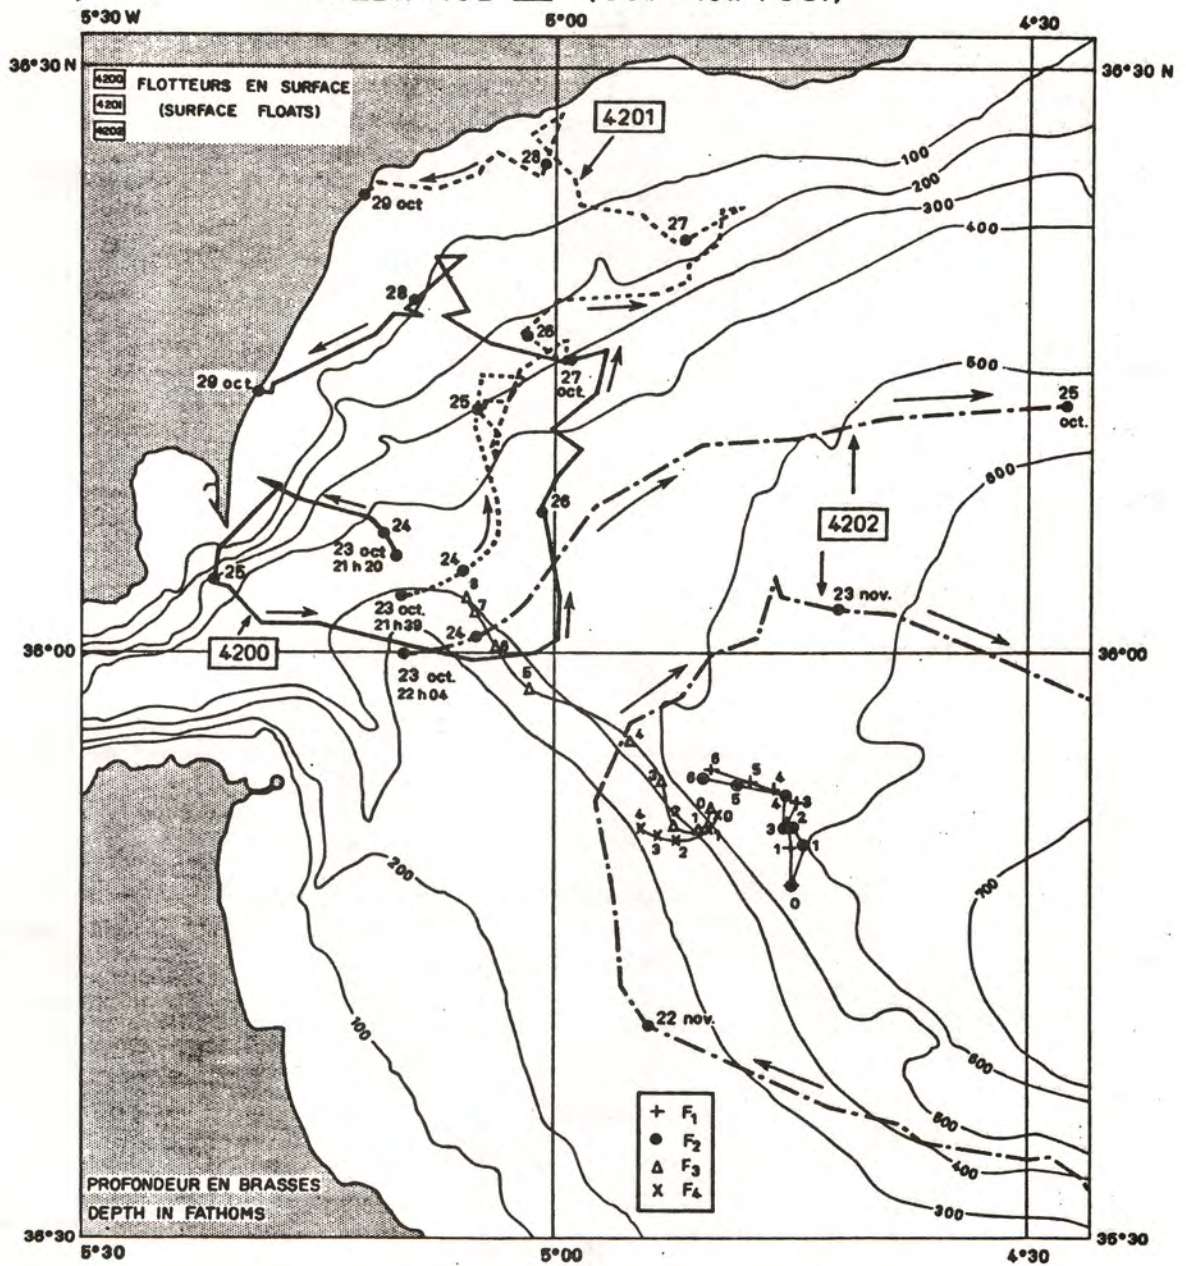 5°30 W
5°00
4°30
36°30 N
36°30 N
4200
4201
4202
FLOTTEURS EN SURFACE
(SURFACE FLOATS)
4201
28
29 oct
27
100
200
300
400
28
26
27
oct.
29 oct.
25
500
25
oct.
600
24
23 oct
21 h 20
26
4202
25
24
23 oct.
21 h 39
8
7
23 nov.
24
6
36°00
4200
36°00
23 oct.
22 h 04
5
4
3
2
1
0
0
1
2
3
4
6
6
5
5
4
4
3
3
2
1
1
0
200
700
100
22 nov.
600
500
400
300
+ F1
● F2
△ F3
x F4
PROFONDEUR EN BRASSES
DEPTH IN FATHOMS
35°30
35°30
5°30
5°00
4°30